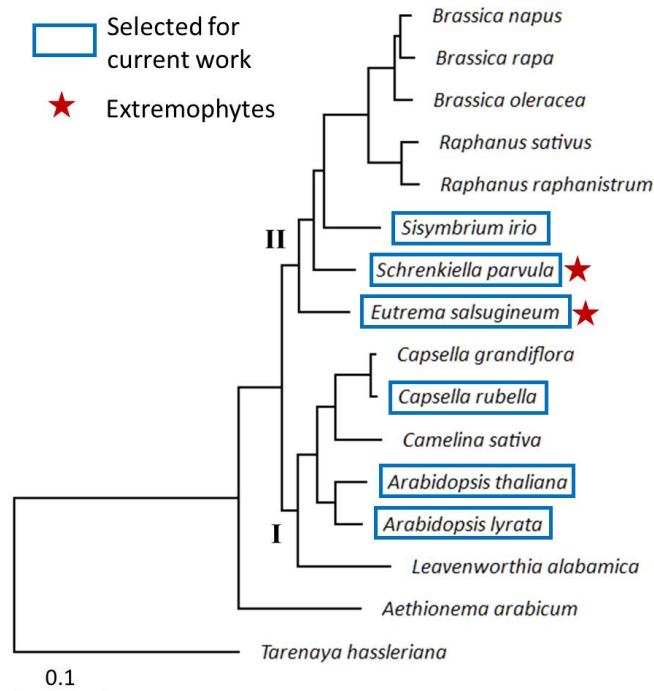 Selected for
current work
Extremophytes
Brassica napus
Brassica rapa
Brassica oleracea
Raphanus sativus
Raphanus raphanistrum
Sisymbrium irio
II
Schrenkiella parvula
Eutrema salsugineum
Capsella grandiflora
Capsella rubella
Camelina sativa
Arabidopsis thaliana
Arabidopsis lyrata
I
Leavenworthia alabamica
Aethionema arabicum
Tarenaya hassleriana
0.1